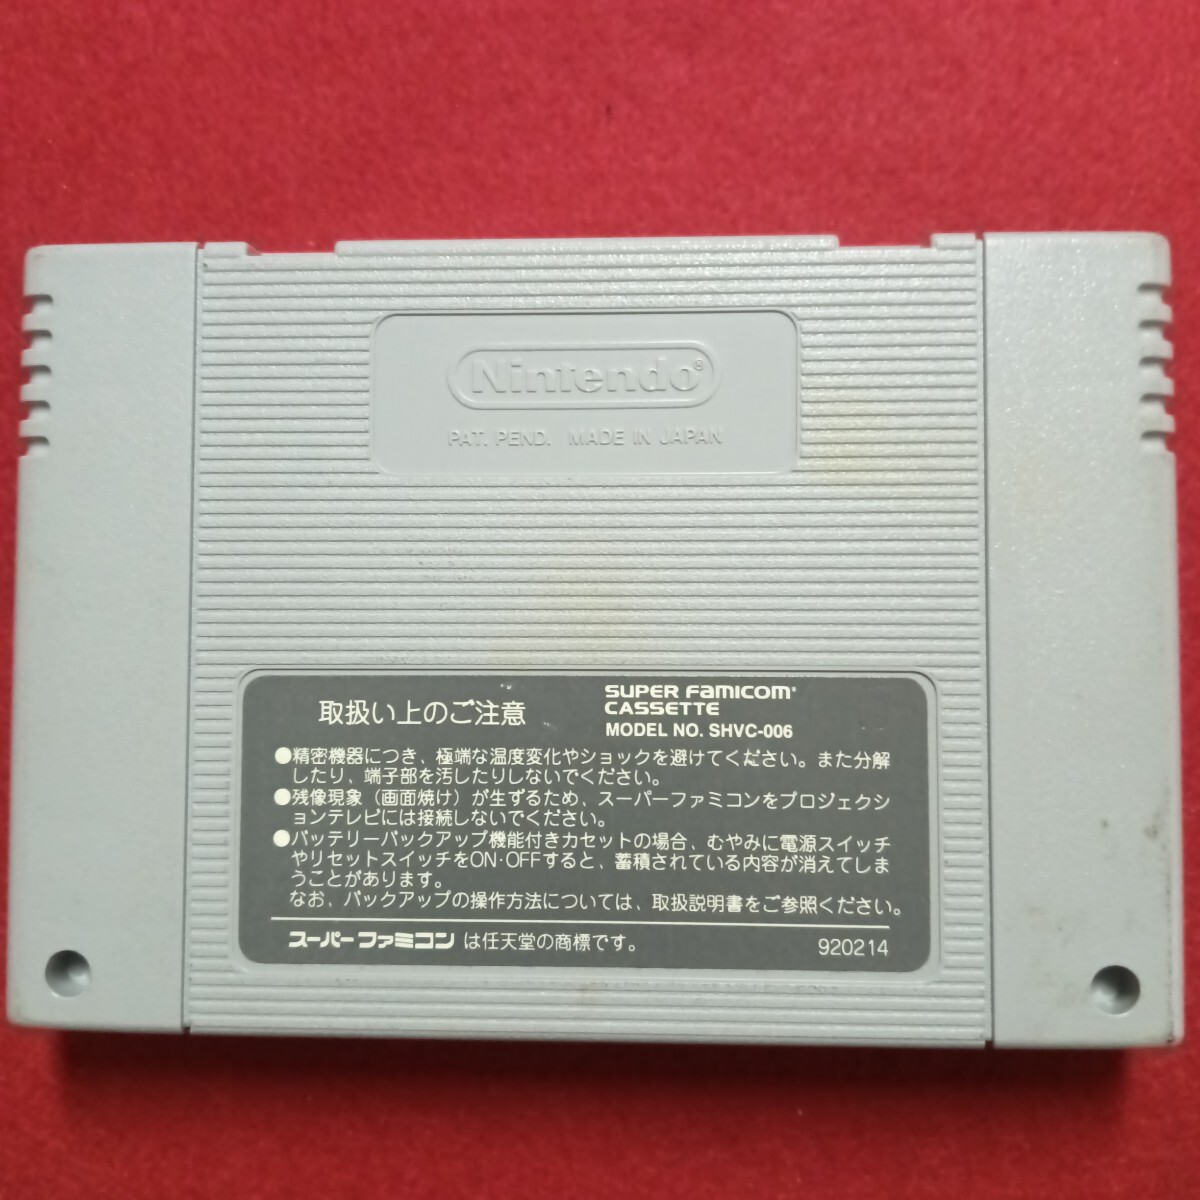 Nintendo®
PAT. PEND. MADE IN JAPAN
取扱い上のご注意
SUPER FAMICOM®
CASSETTE
MODEL NO. SHVC-006
●精密機器につき、極端な温度変化やショックを避けてください。また分解
したり、端子部を汚したりしないでください。
●残像現象（画面焼け）が生ずるため、スーパーファミコンをプロジェクシ
ョンテレビには接続しないでください。
●バッテリーバックアップ機能付きカセットの場合、むやみに電源スイッチ
やリセットスイッチをON·OFFすると、蓄積されている内容が消えてしま
うことがあります。
なお、バックアップの操作方法については、取扱説明書をご参照ください。
スーパーファミコン は任天堂の商標です。
920214